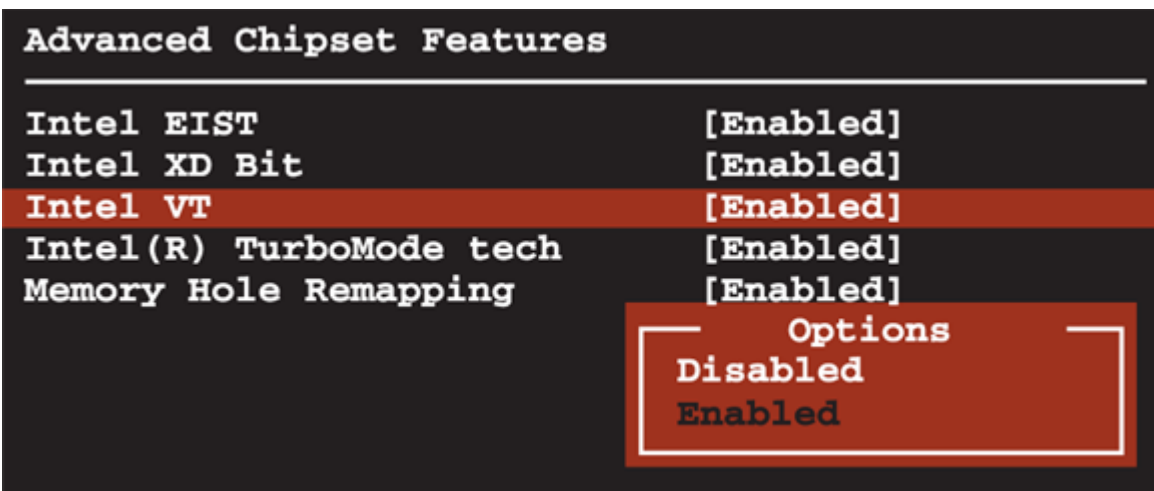 Advanced Chipset Features
Intel EIST [Enabled]
Intel XD Bit [Enabled]
Intel VT [Enabled]
Intel(R) TurboMode tech [Enabled]
Memory Hole Remapping [Enabled]
Options
Disabled
Enabled